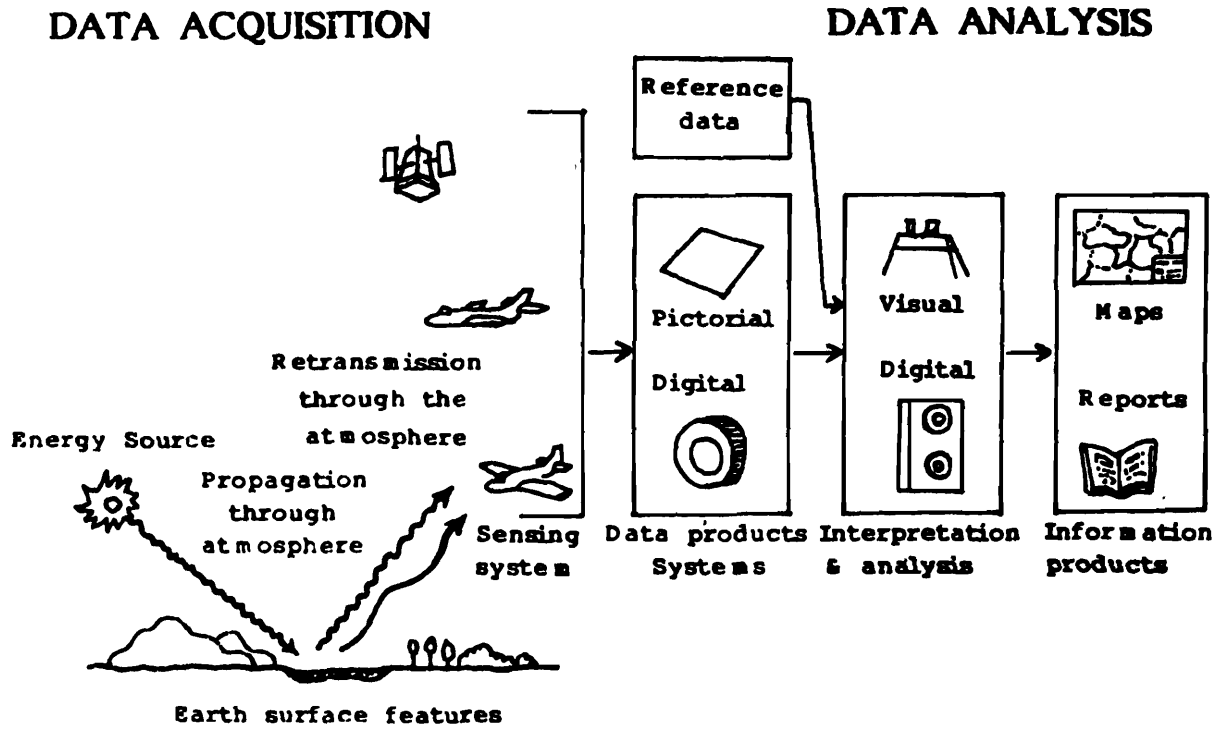 DATA ACQUISITION
DATA ANALYSIS
Reference
data
Pictorial
Digital
Visual
Digital
Maps
Reports
Retransmission
through the
atmosphere
Energy Source
Propagation
through
atmosphere
Sensing
system
Data products
Systems
Interpretation
& analysis
Information
products
Earth surface features